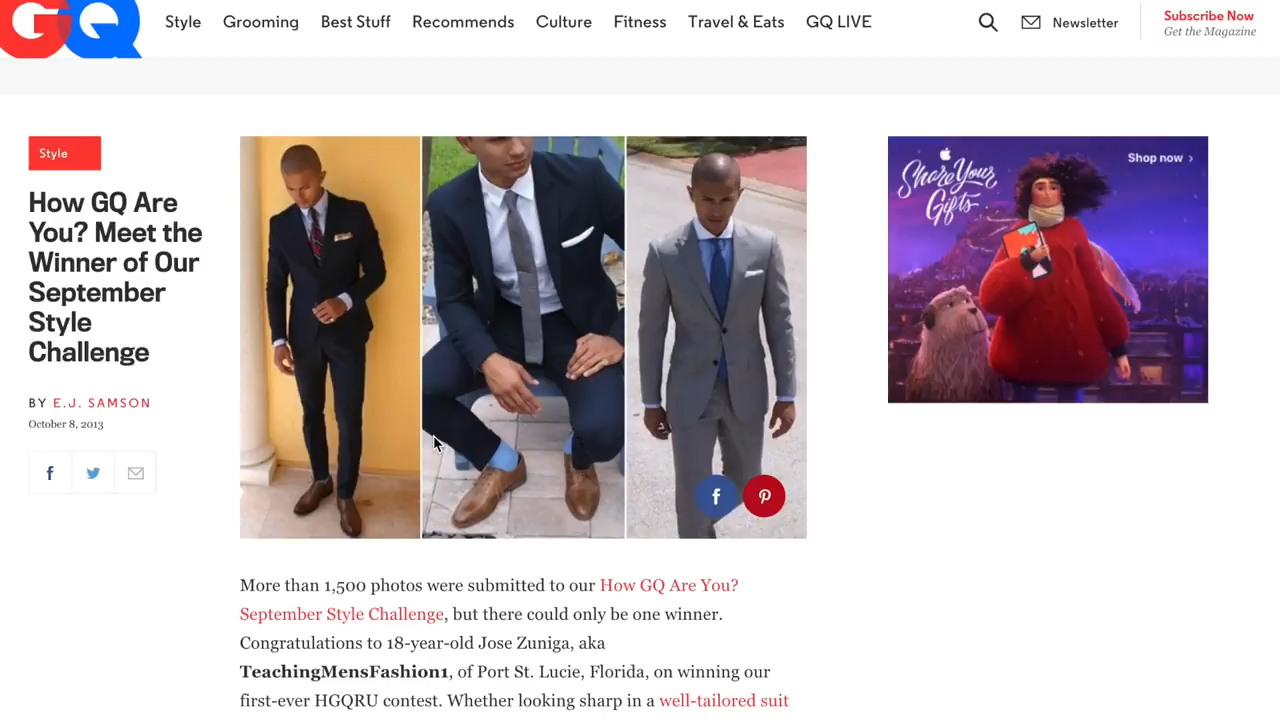 GQ
Style
Grooming
Best Stuff
Recommends
Culture
Fitness
Travel & Eats
GQ LIVE
Newsletter
Subscribe Now
Get the Magazine
Style
How GQ Are
You? Meet the
Winner of Our
September
Style
Challenge
BY E.J. SAMSON
October 8, 2013
Share Your
Gifts
Shop now ›
More than 1,500 photos were submitted to our How GQ Are You?
September Style Challenge, but there could only be one winner.
Congratulations to 18-year-old Jose Zuniga, aka
TeachingMensFashion1, of Port St. Lucie, Florida, on winning our
first-ever HGQRU contest. Whether looking sharp in a well-tailored suit